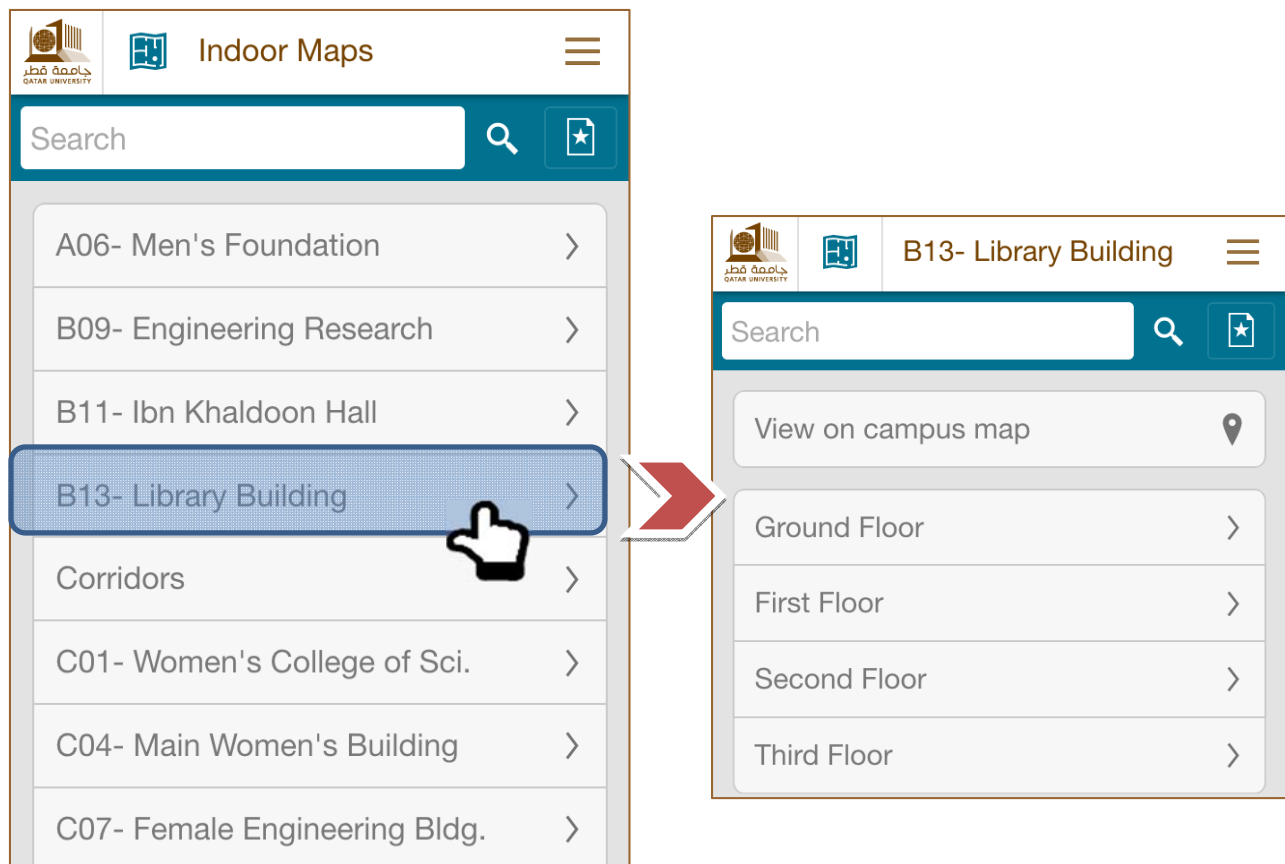 جامعة قطر
QATAR UNIVERSITY
Indoor Maps
Search
A06- Men's Foundation
B09- Engineering Research
B11- Ibn Khaldoon Hall
B13- Library Building
Corridors
C01- Women's College of Sci.
C04- Main Women's Building
C07- Female Engineering Bldg.
جامعة قطر
QATAR UNIVERSITY
B13- Library Building
Search
View on campus map
Ground Floor
First Floor
Second Floor
Third Floor